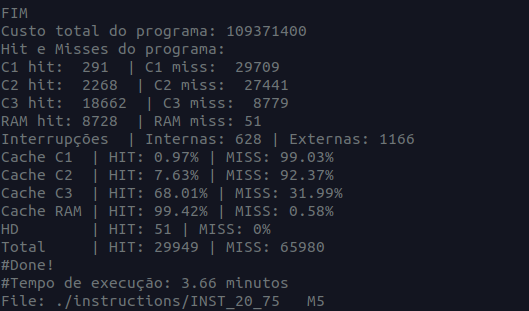 FIM
Custo total do programa: 109371400
Hit e Misses do programa:
C1 hit:  291  | C1 miss:  29709
C2 hit:  2268  | C2 miss:  27441
C3 hit:  18662  | C3 miss:  8779
RAM hit: 8728  | RAM miss: 51
Interrupções  | Internas: 628 | Externas: 1166
Cache C1  | HIT: 0.97% | MISS: 99.03%
Cache C2  | HIT: 7.63% | MISS: 92.37%
Cache C3  | HIT: 68.01% | MISS: 31.99%
Cache RAM | HIT: 99.42% | MISS: 0.58%
HD        | HIT: 51 | MISS: 0%
Total     | HIT: 29949 | MISS: 65980
#Done!
#Tempo de execução: 3.66 minutos
File: ./instructions/INST_20_75   M5